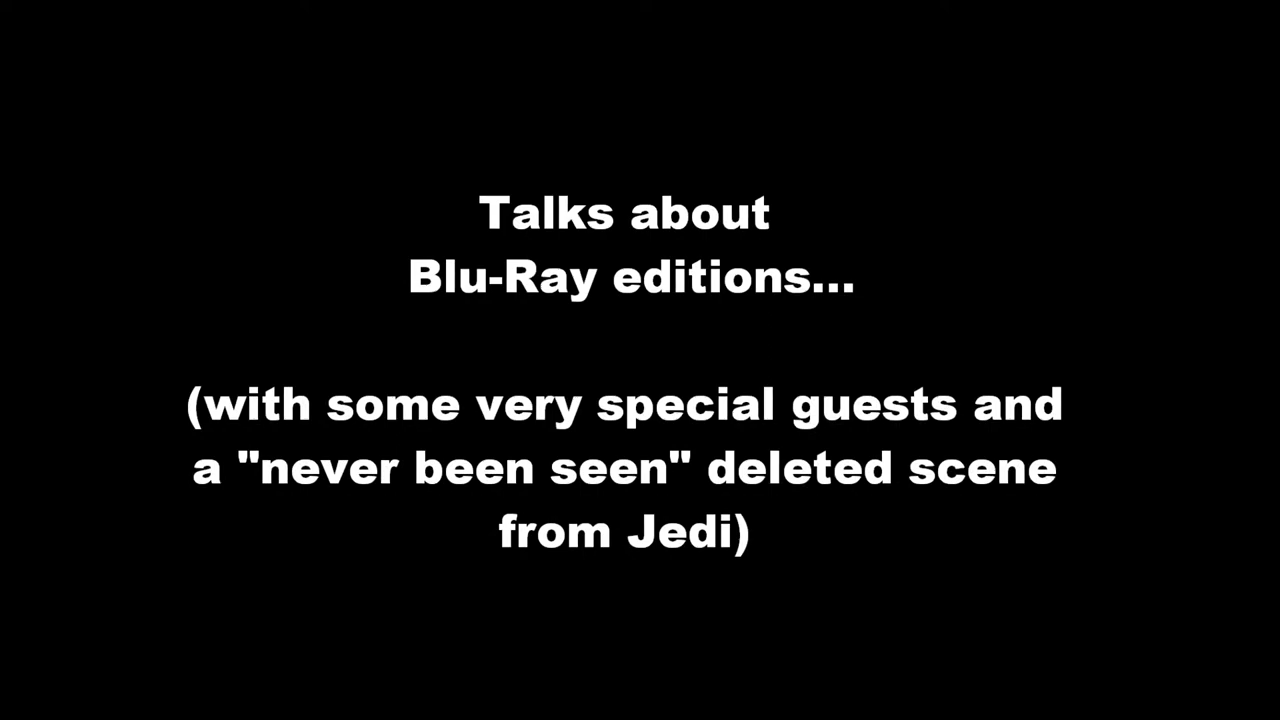 Talks about
Blu-Ray editions...
(with some very special guests and
a "never been seen" deleted scene
from Jedi)